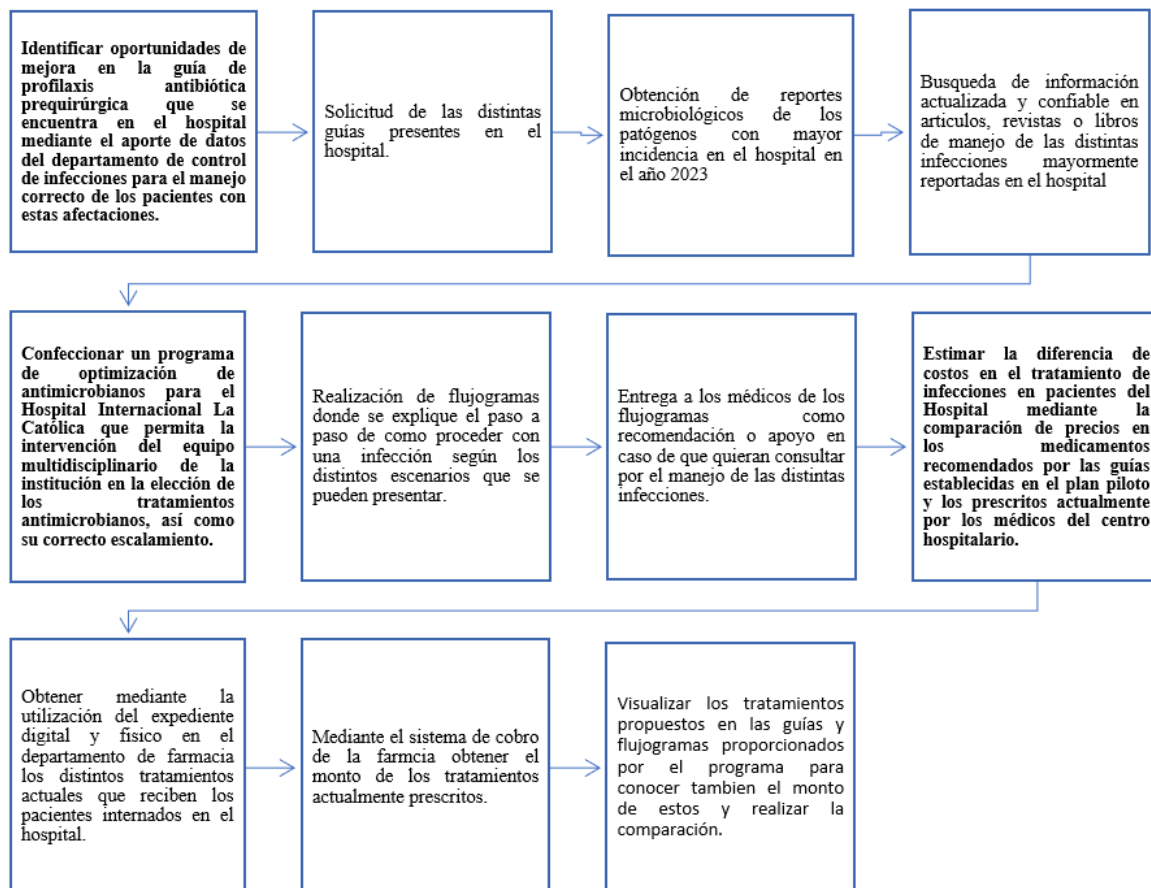 Identificar oportunidades de
mejora en la guía de
profilaxis antibiótica
prequirúrgica que se
encuentra en el hospital
mediante el aporte de datos
del departamento de control
de infecciones para el manejo
correcto de los pacientes con
estas afectaciones.
Solicitud de las distintas
guías presentes en el
hospital.
Obtención de reportes
microbiológicos de los
patógenos con mayor
incidencia en el hospital en
el año 2023
Busqueda de información
actualizada y confiable en
articulos, revistas o libros
de manejo de las distintas
infecciones mayormente
reportadas en el hospital
Confeccionar un programa
de optimización de
antimicrobianos para el
Hospital Internacional La
Católica que permita la
intervención del equipo
multidisciplinario de la
institución en la elección de
los tratamientos
antimicrobianos, así como
su correcto escalamiento.
Realización de flujogramas
donde se explique el paso a
paso de como proceder con
una infección según los
distintos escenarios que se
pueden presentar.
Entrega a los médicos de los
flujogramas como
recomendación o apoyo en
caso de que quieran consultar
por el manejo de las distintas
infecciones.
Estimar la diferencia de
costos en el tratamiento de
infecciones en pacientes del
Hospital mediante la
comparación de precios en
los medicamentos
recomendados por las guías
establecidas en el plan piloto
y los prescritos actualmente
por los médicos del centro
hospitalario.
Obtener mediante la
utilización del expediente
digital y físico en el
departamento de farmacia
los distintos tratamientos
actuales que reciben los
pacientes internados en el
hospital.
Mediante el sistema de cobro
de la farmcia obtener el
monto de los tratamientos
actualmente prescritos.
Visualizar los tratamientos
propuestos en las guías y
flujogramas proporcionados
por el programa para
conocer tambien el monto
de estos y realizar la
comparación.